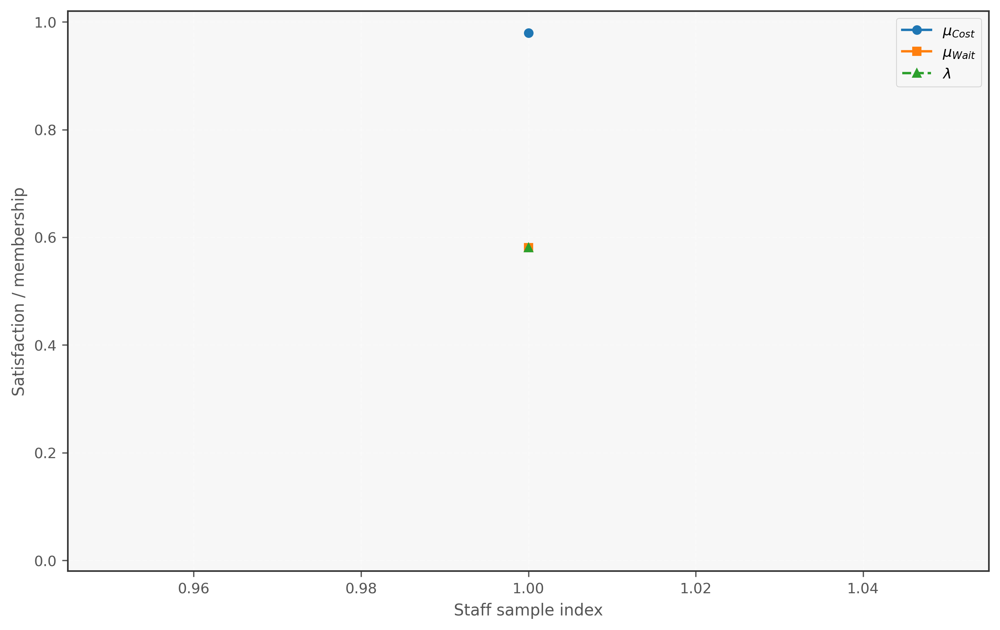 1.0
0.8
0.6
0.4
0.2
0.0
Satisfaction / membership
0.96 0.98 1.00 1.02 1.04
Staff sample index
μCost
μWait
λ